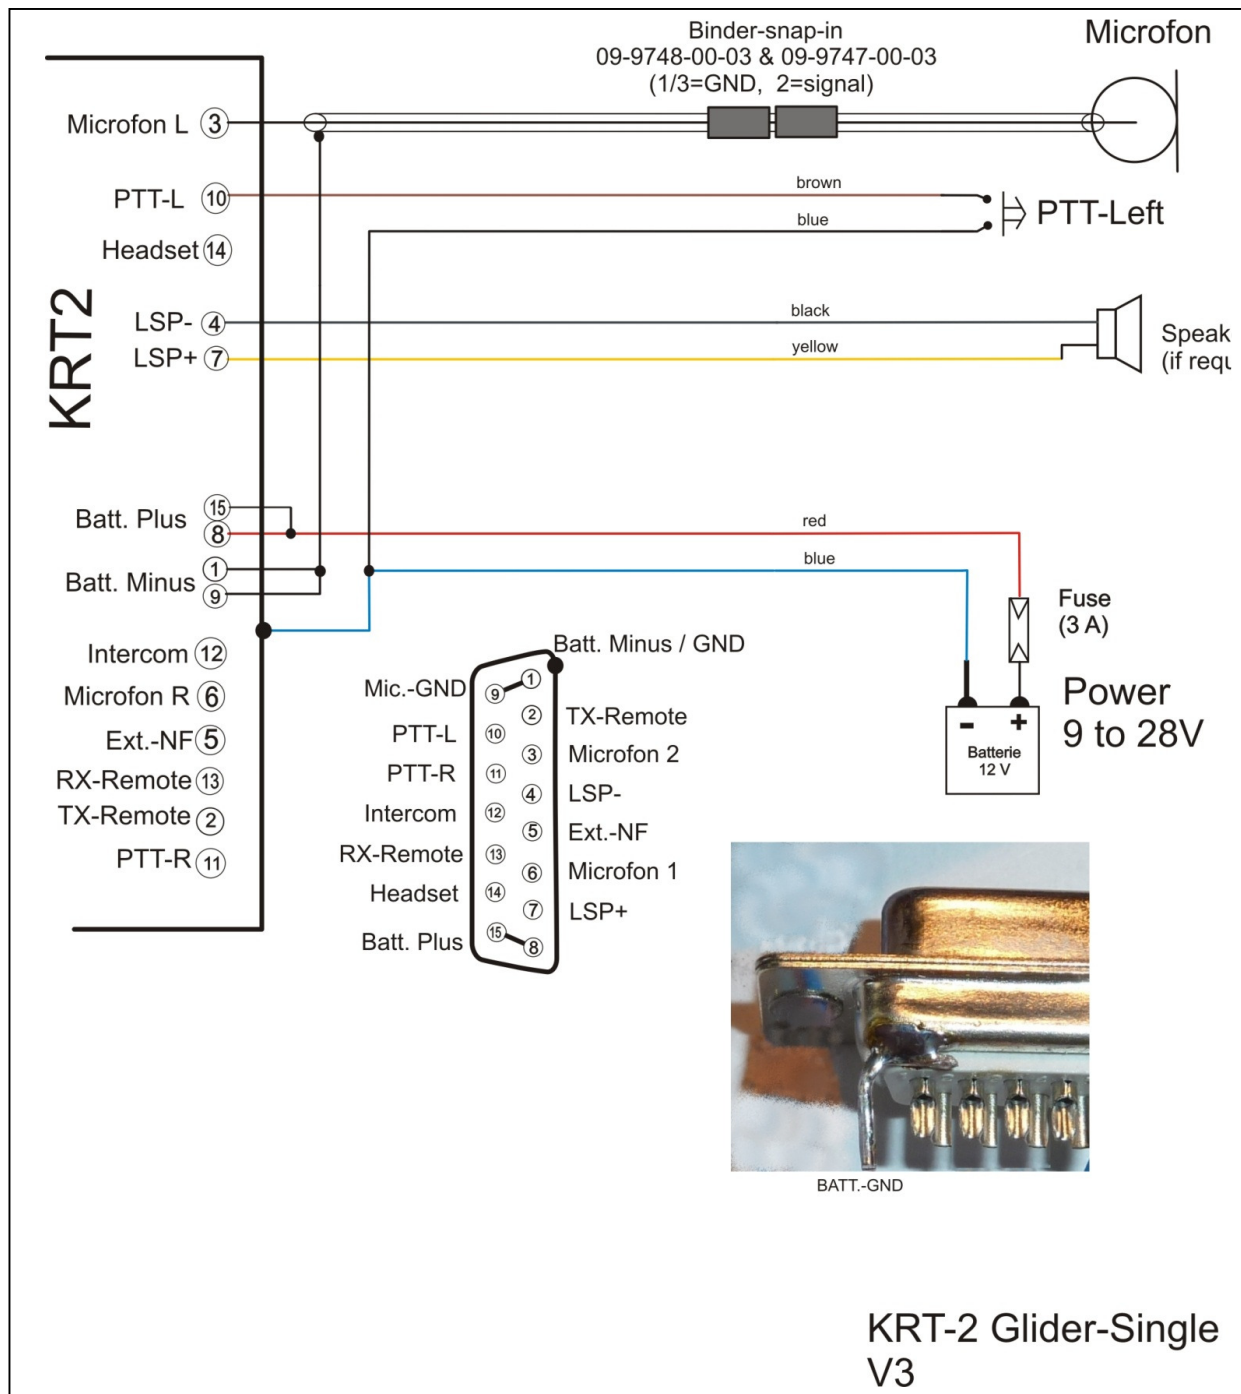 Binder-snap-in
09-9748-00-03 & 09-9747-00-03
(1/3=GND, 2=signal)
Microfon
Microfon L 3
PTT-L 10
brown
blue
PTT-Left
Headset 14
KRT2
LSP- 4
black
LSP+ 7
yellow
Speak
(if requ
Batt. Plus
15
8
red
Batt. Minus
1
9
blue
Fuse
(3 A)
Power
9 to 28V
- +
Batterie
12 V
Intercom 12
Microfon R 6
Ext.-NF 5
RX-Remote 13
TX-Remote 2
PTT-R 11
Batt. Minus / GND
1
Mic.-GND 9
2 TX-Remote
PTT-L 10
3 Microfon 2
PTT-R 11
4 LSP-
Intercom 12
5 Ext.-NF
RX-Remote 13
6 Microfon 1
Headset 14
7 LSP+
Batt. Plus 15
8
BATT.-GND
KRT-2 Glider-Single
V3